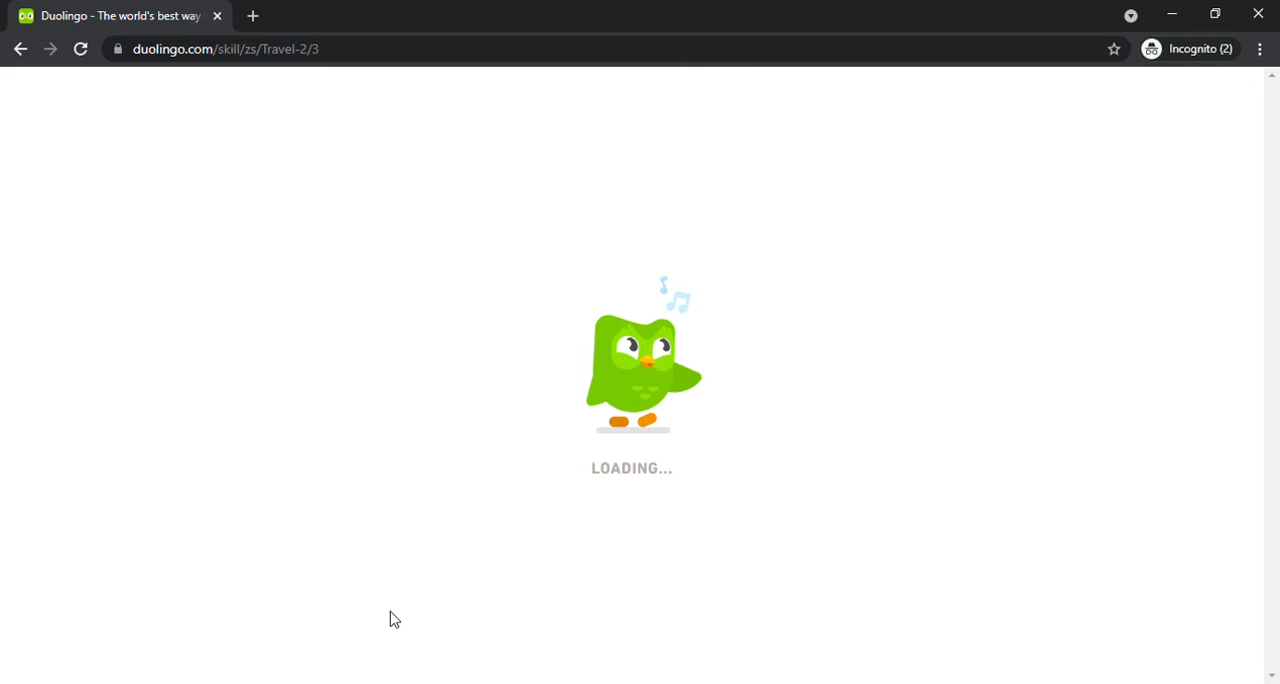 Duolingo - The world's best way
duolingo.com/skill/zs/Travel-2/3
Incognito (2)
LOADING...